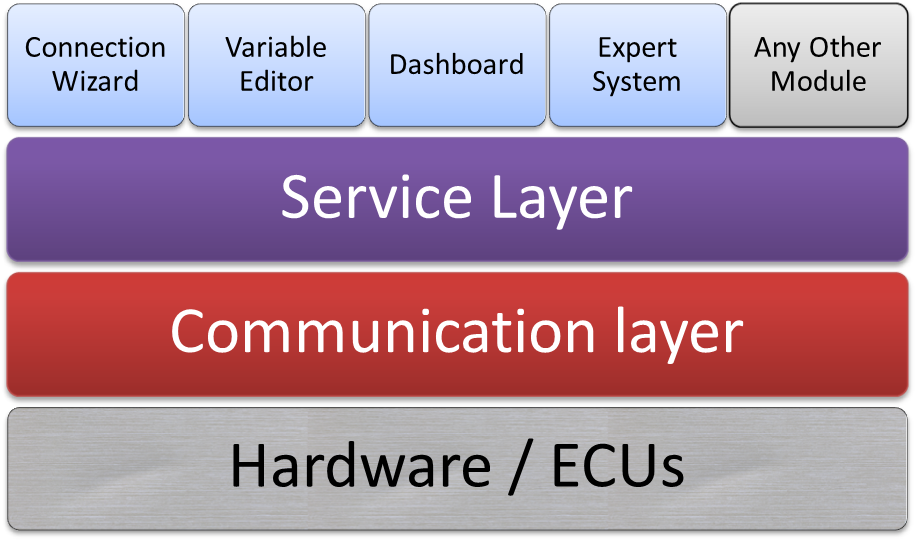 Connection
Wizard
Variable
Editor
Dashboard
Expert
System
Any Other
Module
Service Layer
Communication layer
Hardware / ECUs